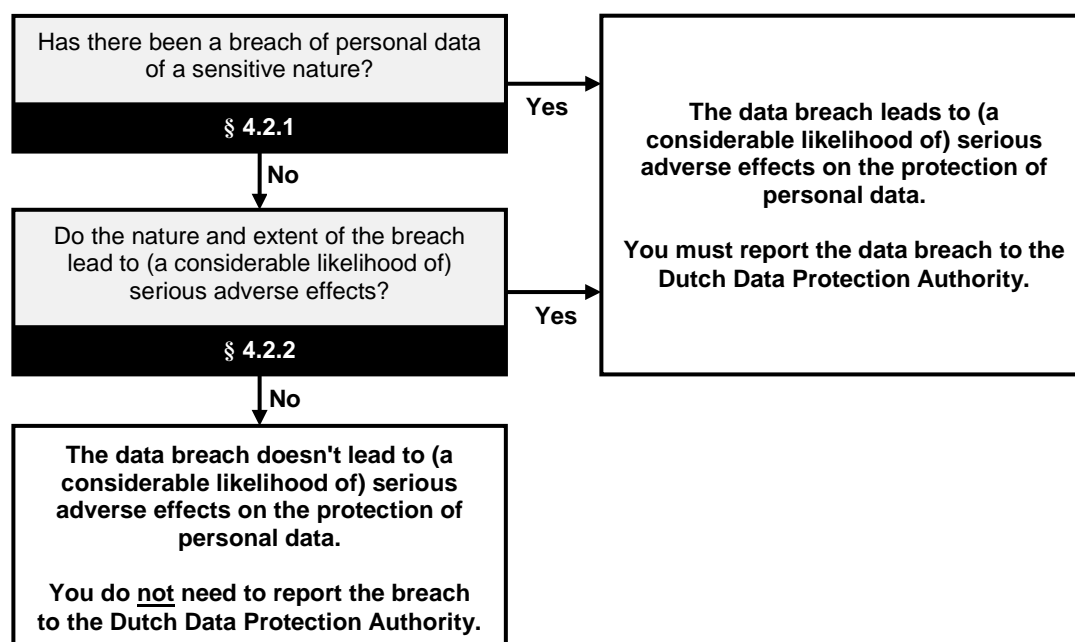 Has there been a breach of personal data
of a sensitive nature?
§ 4.2.1
Yes
The data breach leads to (a
considerable likelihood of) serious
adverse effects on the protection of
personal data.
You must report the data breach to the
Dutch Data Protection Authority.
No
Do the nature and extent of the breach
lead to (a considerable likelihood of)
serious adverse effects?
§ 4.2.2
Yes
No
The data breach doesn't lead to (a
considerable likelihood of) serious
adverse effects on the protection of
personal data.
You do not need to report the breach
to the Dutch Data Protection Authority.